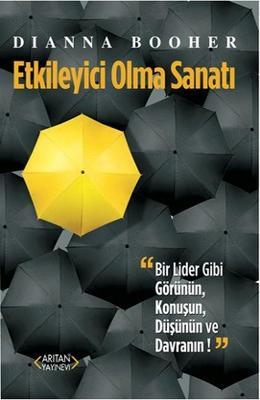 DIANNA BOOHER
Etkileyici Olma Sanatı
“Bir Lider Gibi
Görünün,
Konuşun,
Düşünün ve
Davranın ! ”
ARITAN
YAYINEVİ